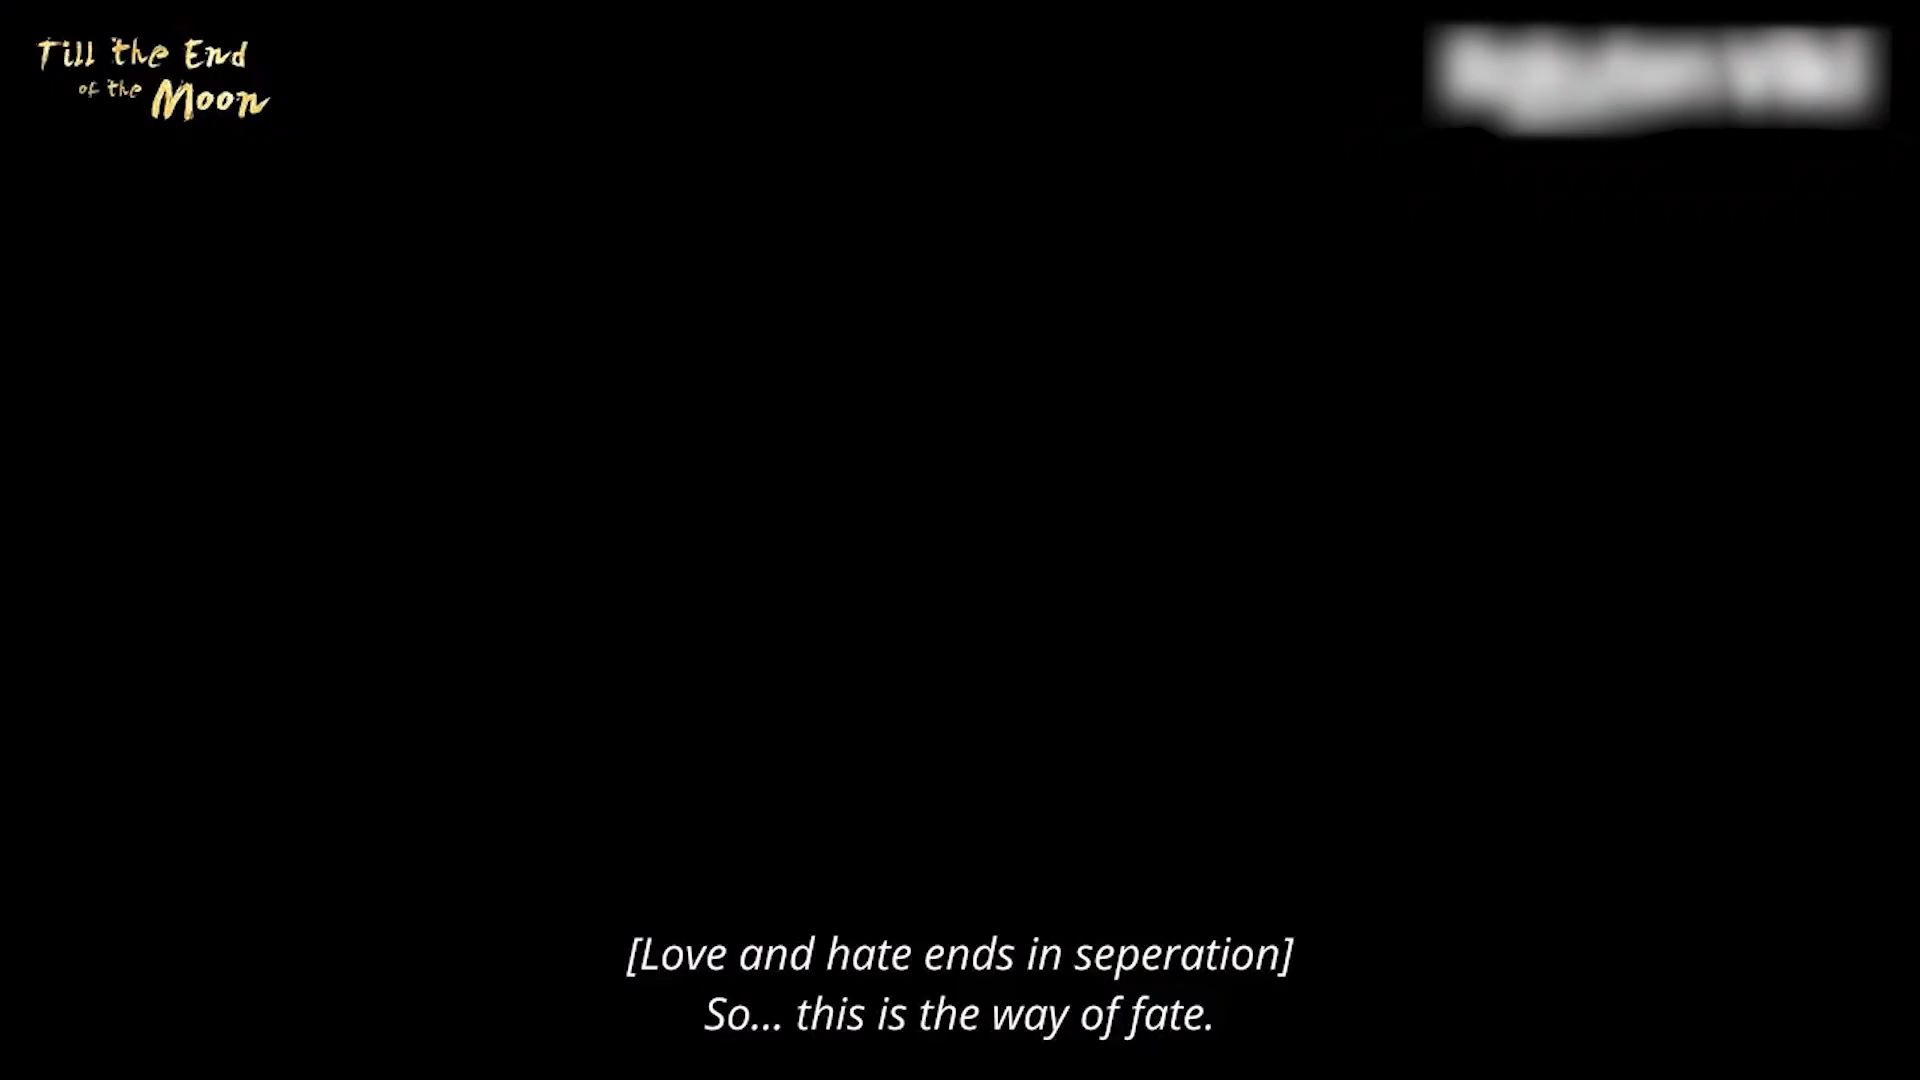 Till the End
of the Moon
[Love and hate ends in seperation]
So... this is the way of fate.